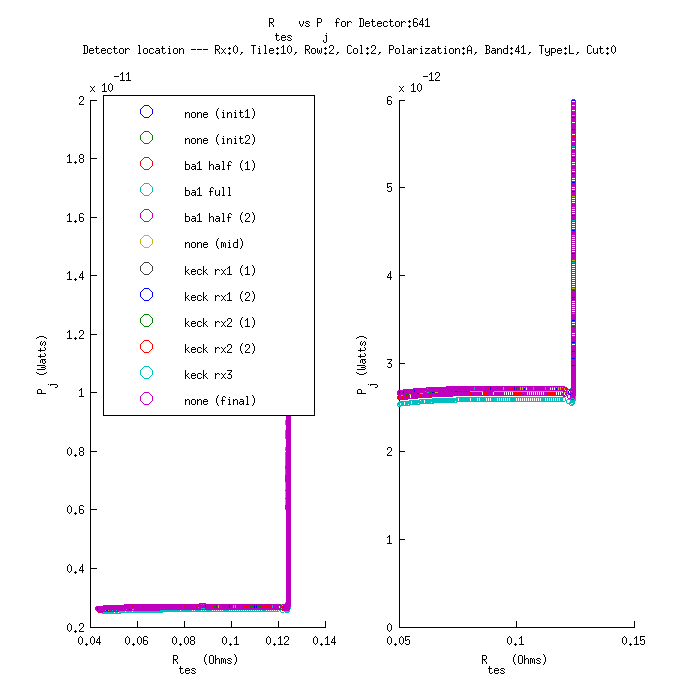 R vs P for Detector:641
tes j
Detector location --- Rx:0, Tile:10, Row:2, Col:2, Polarization:A, Band:41, Type:L, Cut:0
x 10^-11
2
1.8
1.6
1.4
1.2
1
0.8
0.6
0.4
0.2
0.04 0.06 0.08 0.1 0.12 0.14
P_j (Watts)
R_tes (Ohms)
none (init1)
none (init2)
ba1 half (1)
ba1 full
ba1 half (2)
none (mid)
keck rx1 (1)
keck rx1 (2)
keck rx2 (1)
keck rx2 (2)
keck rx3
none (final)
x 10^-12
6
5
4
3
2
1
0
0.05 0.1 0.15
P_j (Watts)
R_tes (Ohms)